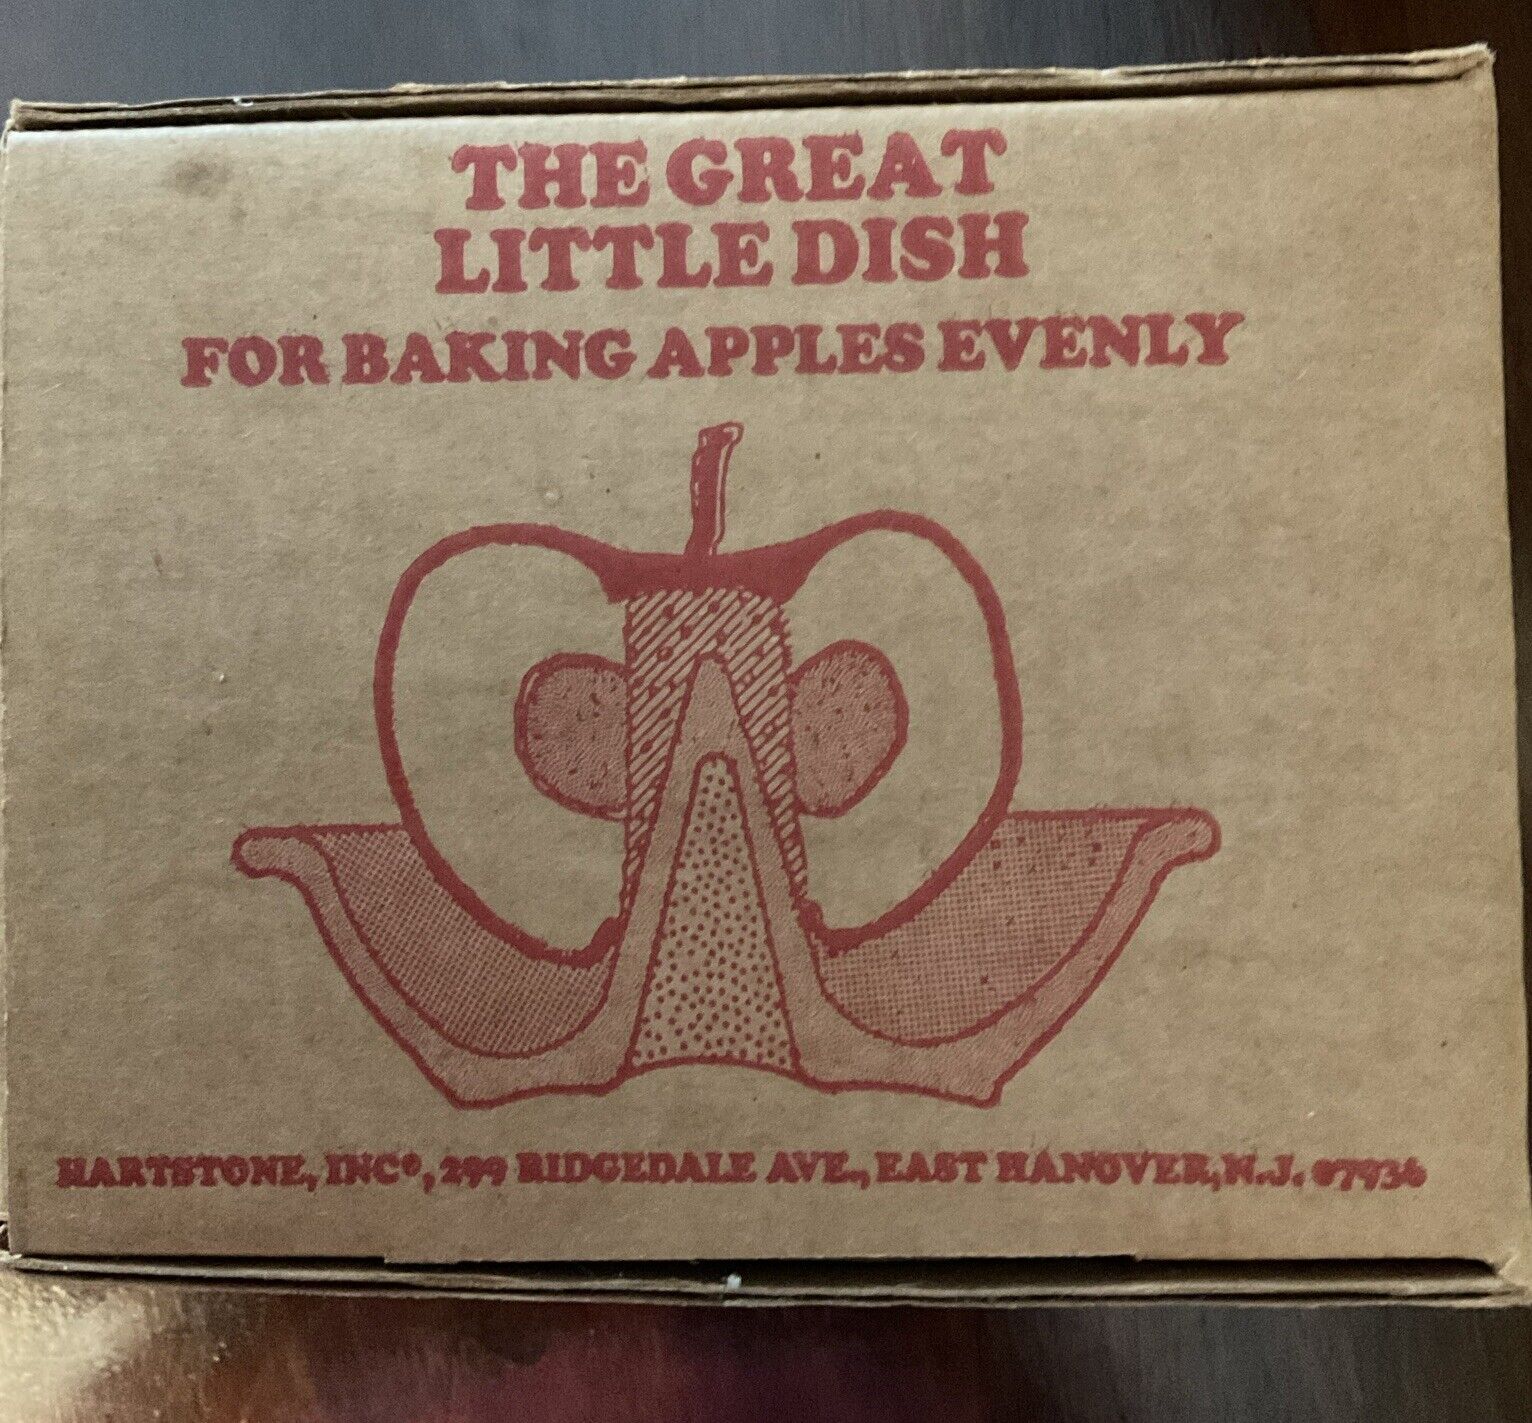 THE GREAT
LITTLE DISH
FOR BAKING APPLES EVENLY
HARTSTONE, INC®, 299 RIDGEDALE AVE., EAST HANOVER, N.J. 07936